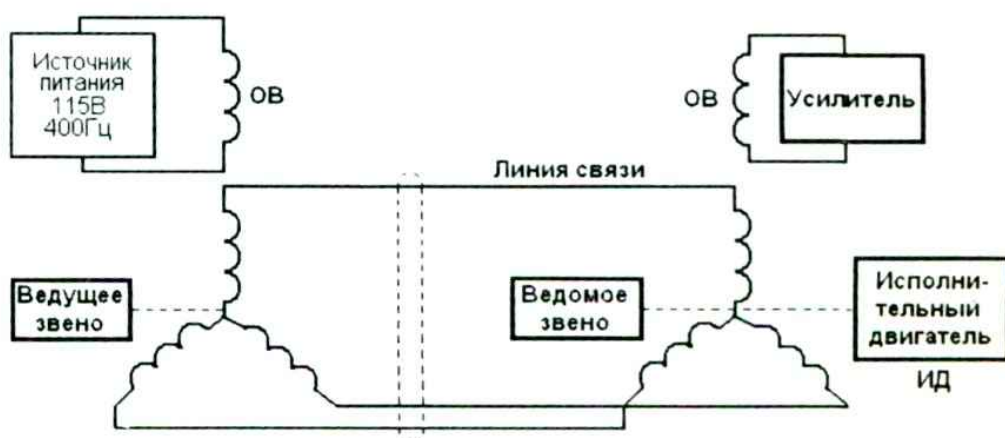 Источник
питания
115В
400Гц
ОВ
ОВ
Усилитель
Линия связи
Ведущее
звено
Ведомое
звено
Исполни-
тельный
двигатель
ИД